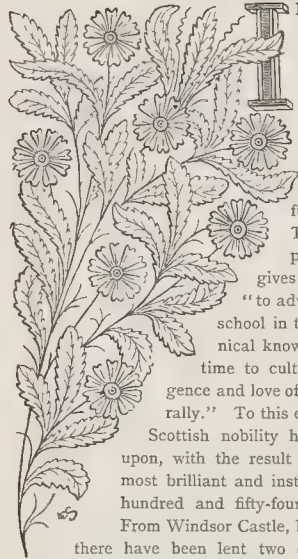 I
f
T
p
gives
“to adv
school in t
nical know
time to cult
gence and love of
rally.” To this
Scottish nobility h
upon, with the result
most brilliant and inst
hundred and fifty-four
From Windsor Castle,
there have been lent two